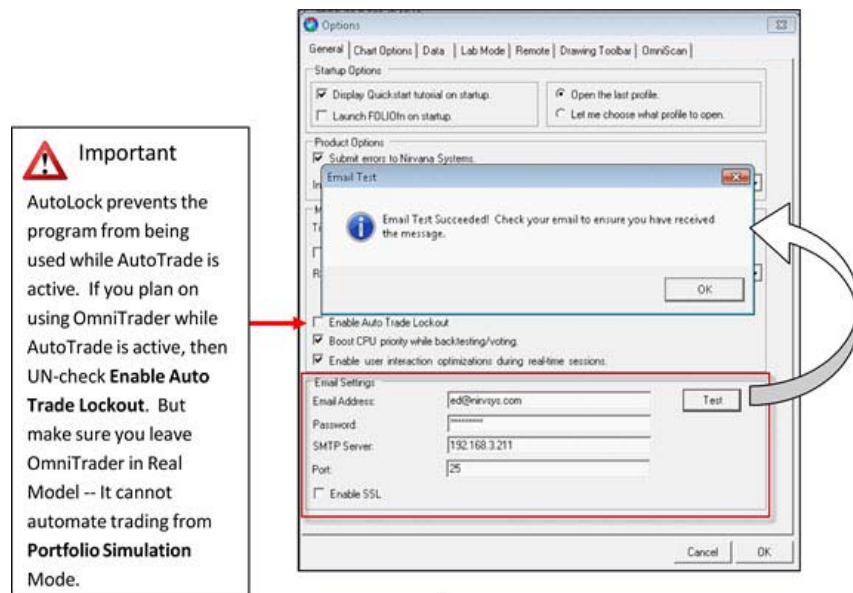 Options
General Chart Options Data Lab Mode Remote Drawing Toolbar OmniScan
Startup Options
Display Quickstart tutorial on startup.
Launch FOLIOfn on startup.
Open the last profile.
Let me choose what profile to open.
Product Options
Submit errors to Nirvana Systems.
Email Test
Email Test Succeeded! Check your email to ensure you have received
the message.
OK
Enable Auto Trade Lockout
Boost CPU priority while backtesting/voting.
Enable user interaction optimizations during real-time sessions.
Email Settings
Email Address: ed@nirvsys.com
Test
Password: *********
SMTP Server: 192.168.3.211
Port: 25
Enable SSL
Cancel OK
Important
AutoLock prevents the
program from being
used while AutoTrade is
active. If you plan on
using OmniTrader while
AutoTrade is active, then
UN-check Enable Auto
Trade Lockout. But
make sure you leave
OmniTrader in Real
Model -- It cannot
automate trading from
Portfolio Simulation
Mode.